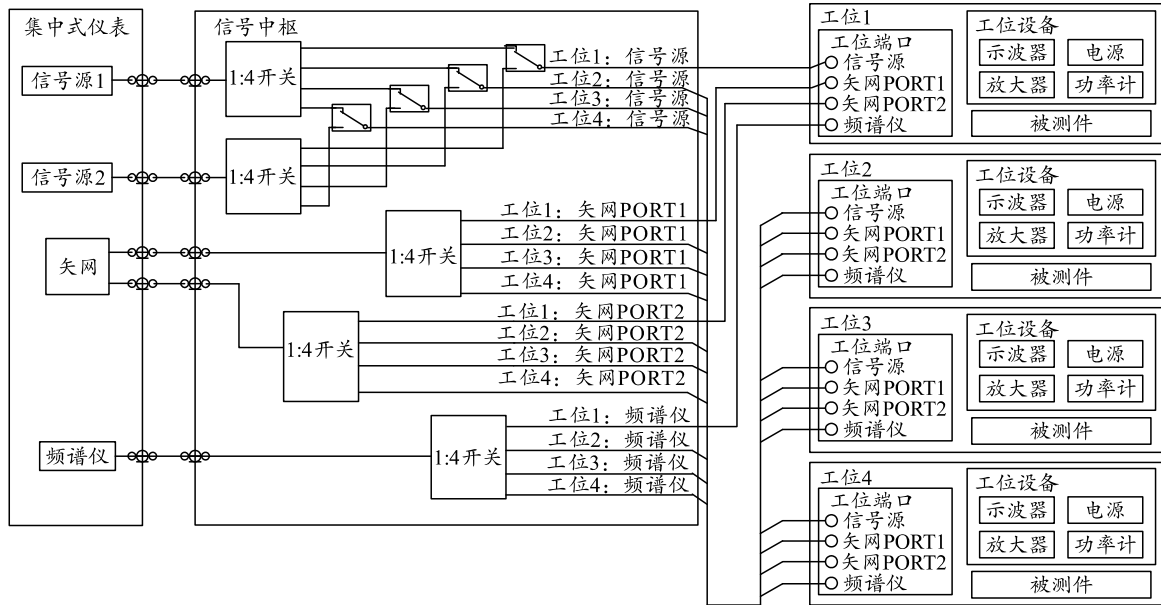 集中式仪表
信号源1
信号源2
矢网
频谱仪
信号中枢
1:4开关
1:4开关
1:4开关
1:4开关
1:4开关
工位1：信号源
工位2：信号源
工位3：信号源
工位4：信号源
工位1：矢网PORT1
工位2：矢网PORT1
工位3：矢网PORT1
工位4：矢网PORT1
工位1：矢网PORT2
工位2：矢网PORT2
工位3：矢网PORT2
工位4：矢网PORT2
工位1：频谱仪
工位2：频谱仪
工位3：频谱仪
工位4：频谱仪
工位1
工位端口
信号源
矢网PORT1
矢网PORT2
频谱仪
工位设备
示波器 电源
放大器 功率计
被测件
工位2
工位端口
信号源
矢网PORT1
矢网PORT2
频谱仪
工位设备
示波器 电源
放大器 功率计
被测件
工位3
工位端口
信号源
矢网PORT1
矢网PORT2
频谱仪
工位设备
示波器 电源
放大器 功率计
被测件
工位4
工位端口
信号源
矢网PORT1
矢网PORT2
频谱仪
工位设备
示波器 电源
放大器 功率计
被测件